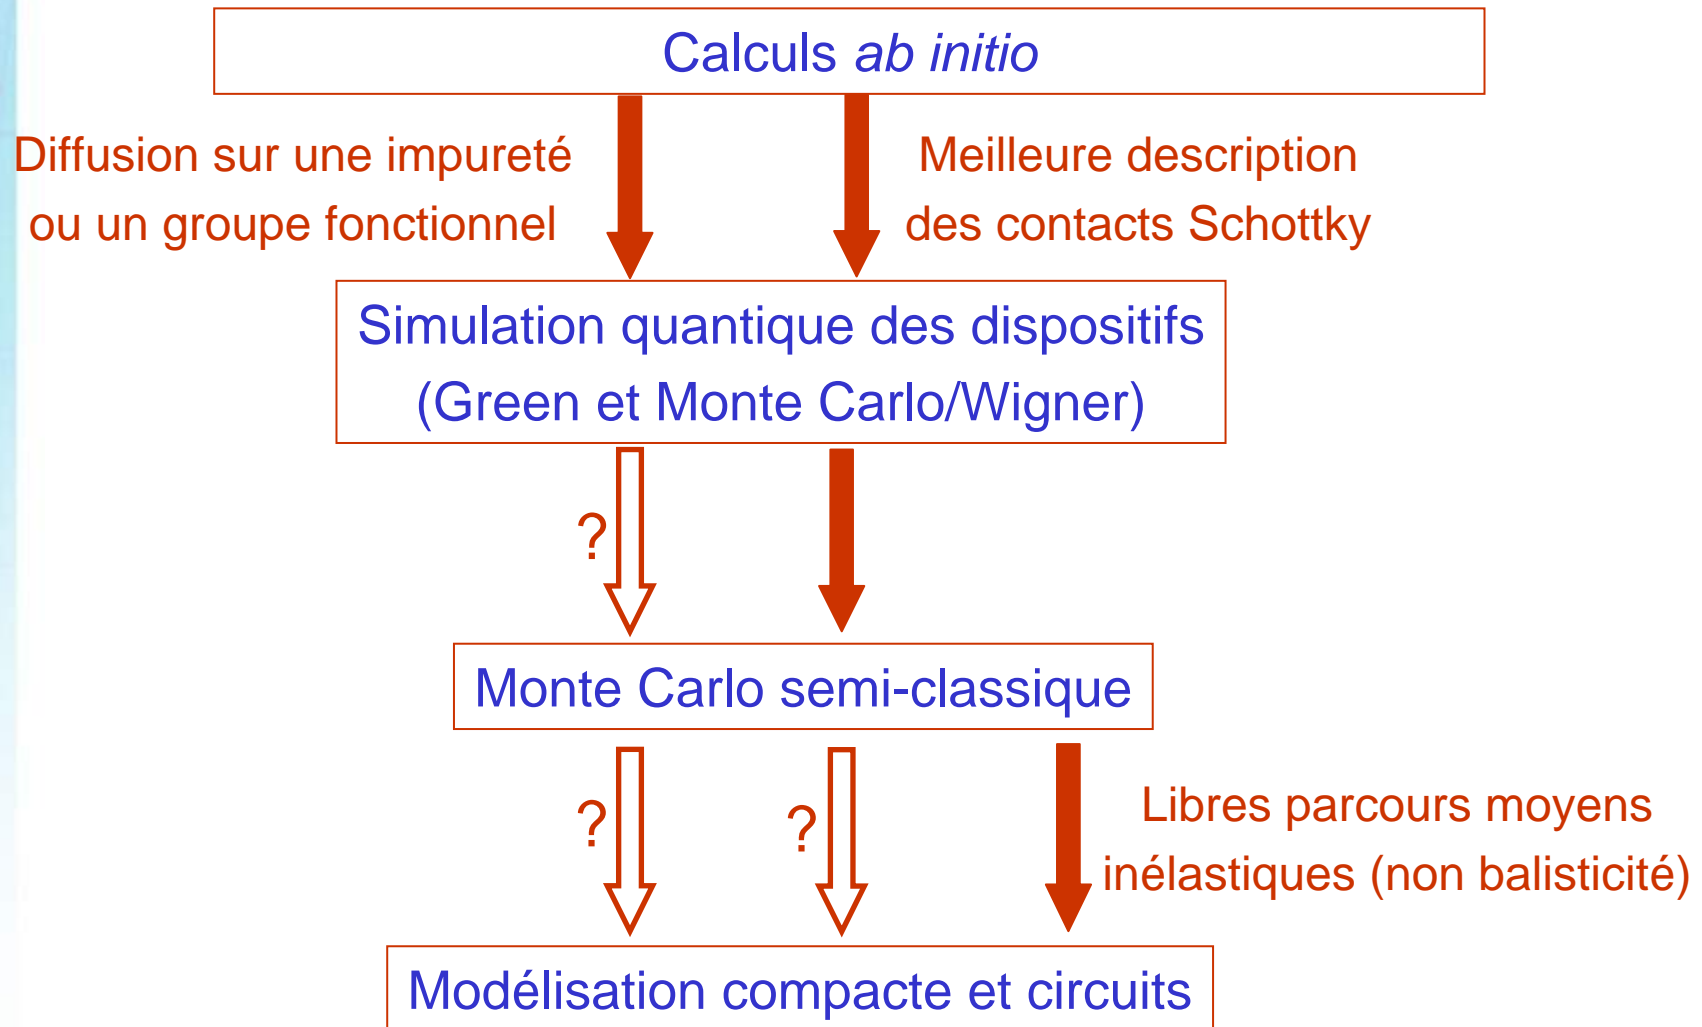 Calculs ab initio
Diffusion sur une impureté
ou un groupe fonctionnel
Meilleure description
des contacts Schottky
Simulation quantique des dispositifs
(Green et Monte Carlo/Wigner)
?
Monte Carlo semi-classique
?
?
Libres parcours moyens
inélastiques (non balisticité)
Modélisation compacte et circuits